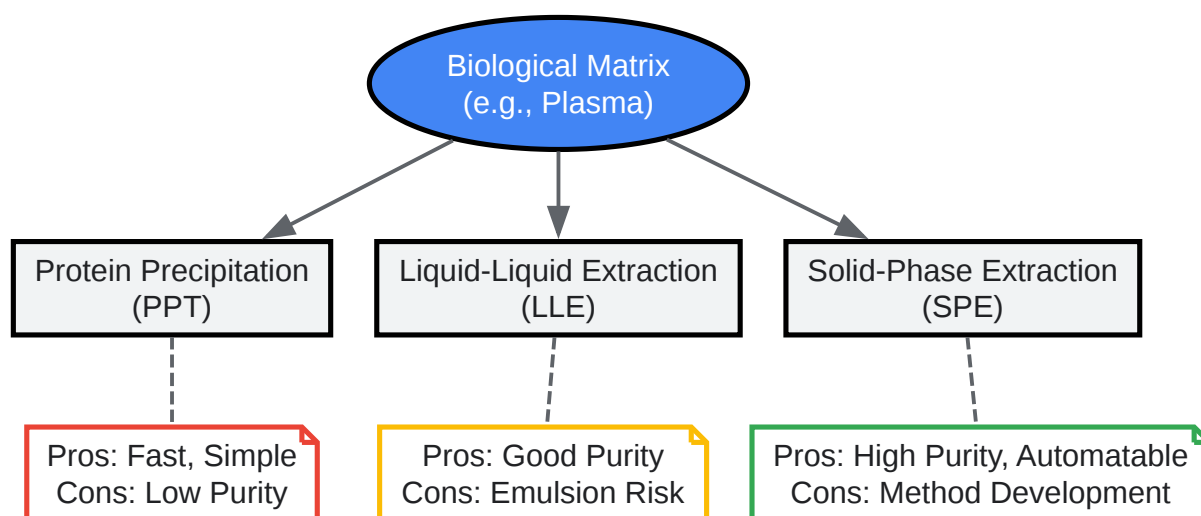 Biological Matrix
(e.g., Plasma)
Protein Precipitation
(PPT)
Liquid-Liquid Extraction
(LLE)
Solid-Phase Extraction
(SPE)
Pros: Fast, Simple
Cons: Low Purity
Pros: Good Purity
Cons: Emulsion Risk
Pros: High Purity, Automatable
Cons: Method Development